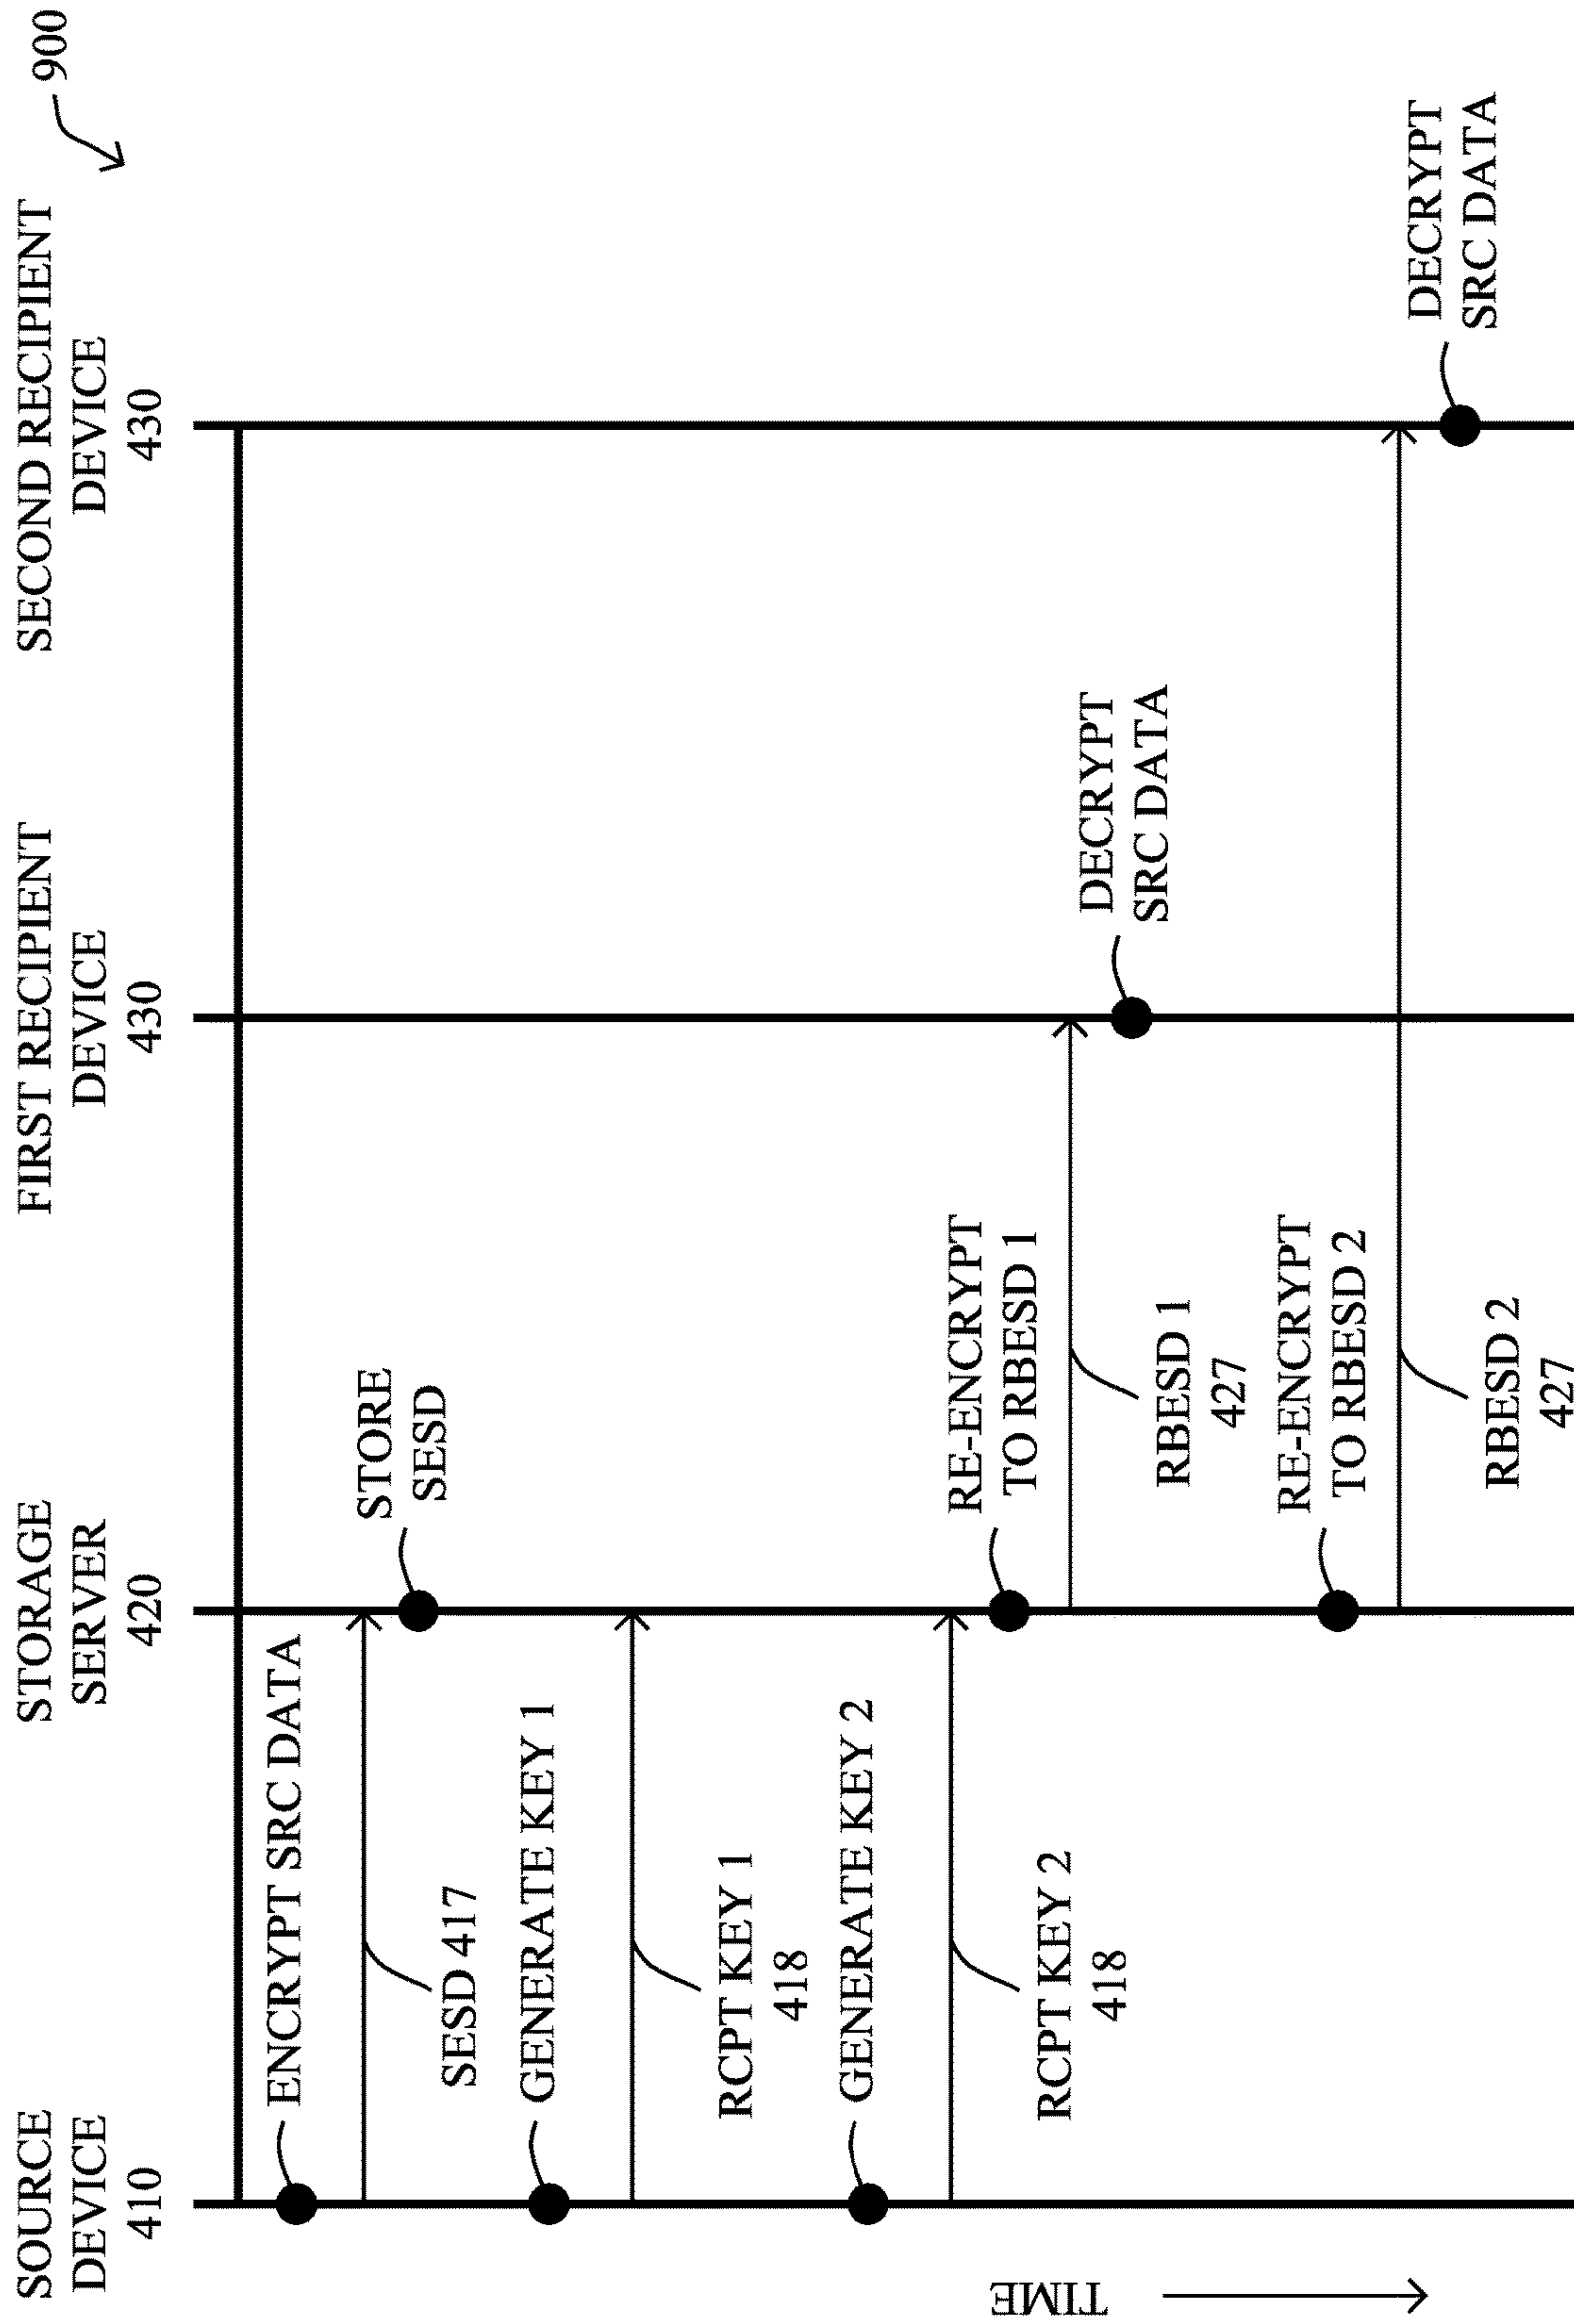 900
SOURCE
DEVICE
410
STORAGE
SERVER
420
FIRST RECIPIENT
DEVICE
430
SECOND RECIPIENT
DEVICE
430
TIME
ENCRYPT SRC DATA
SESD 417
STORE
SESD
GENERATE KEY 1
RCPT KEY 1
418
GENERATE KEY 2
RCPT KEY 2
418
RE-ENCRYPT
TO RBESD 1
RBESD 1
427
DECRYPT
SRC DATA
RE-ENCRYPT
TO RBESD 2
RBESD 2
427
DECRYPT
SRC DATA